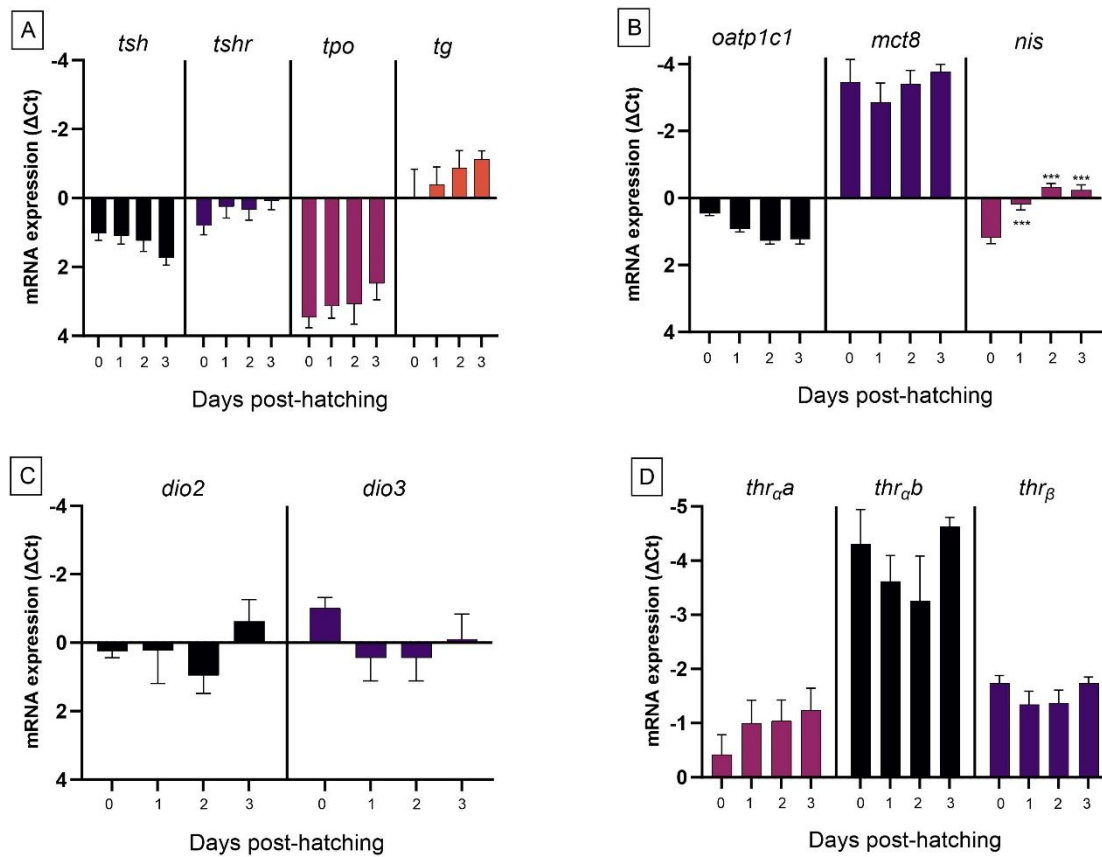 A
tsh tshr tpo tg
mRNA expression (ΔCt)
-4
-2
0
2
4
0 1 2 3 0 1 2 3 0 1 2 3 0 1 2 3
Days post-hatching
B
oatp1c1 mct8 nis
mRNA expression (ΔCt)
-4
-2
0
2
4
*** *** ***
0 1 2 3 0 1 2 3 0 1 2 3
Days post-hatching
C
dio2 dio3
mRNA expression (ΔCt)
-4
-2
0
2
4
0 1 2 3 0 1 2 3
Days post-hatching
D
thrαa thrαb thrβ
mRNA expression (ΔCt)
-5
-4
-3
-2
-1
0
0 1 2 3 0 1 2 3 0 1 2 3
Days post-hatching